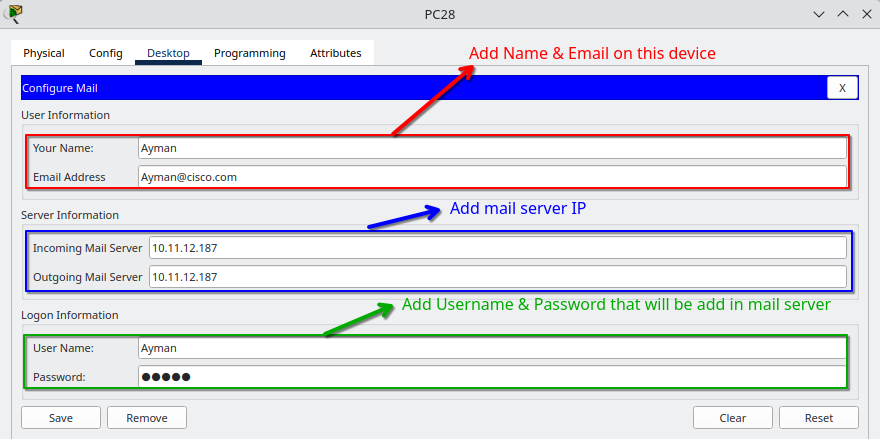 PC28
Physical Config Desktop Programming Attributes
Add Name & Email on this device
Configure Mail X
User Information
Your Name: Ayman
Email Address Ayman@cisco.com
Add mail server IP
Server Information
Incoming Mail Server 10.11.12.187
Outgoing Mail Server 10.11.12.187
Add Username & Password that will be add in mail server
Logon Information
User Name: Ayman
Password: ●●●●●
Save Remove Clear Reset